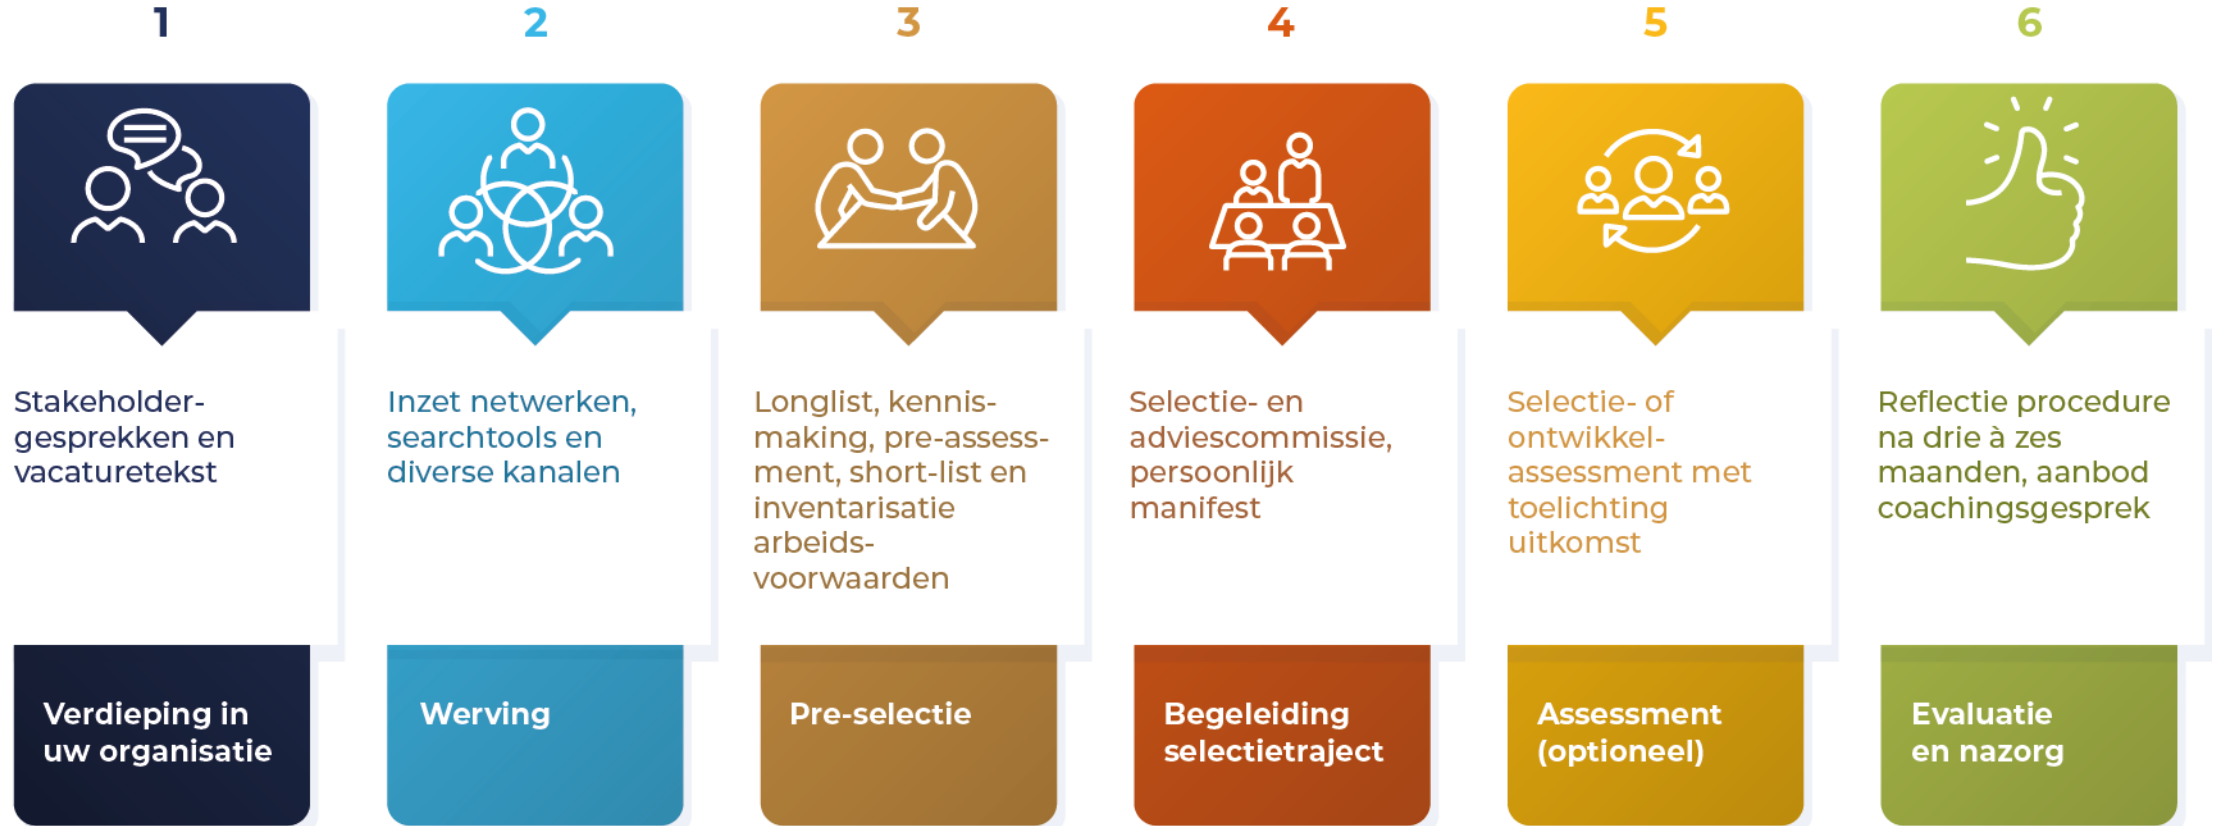 1
2
3
4
5
6
Stakeholder-
gesprekken en
vacaturetekst
Inzet netwerken,
searchtools en
diverse kanalen
Longlist, kennis-
making, pre-assess-
ment, short-list en
inventarisatie
arbeids-
voorwaarden
Selectie- en
adviescommissie,
persoonlijk
manifest
Selectie- of
ontwikkel-
assessment met
toelichting
uitkomst
Reflectie procedure
na drie à zes
maanden, aanbod
coachingsgesprek
Verdieping in
uw organisatie
Werving
Pre-selectie
Begeleiding
selectietraject
Assessment
(optioneel)
Evaluatie
en nazorg